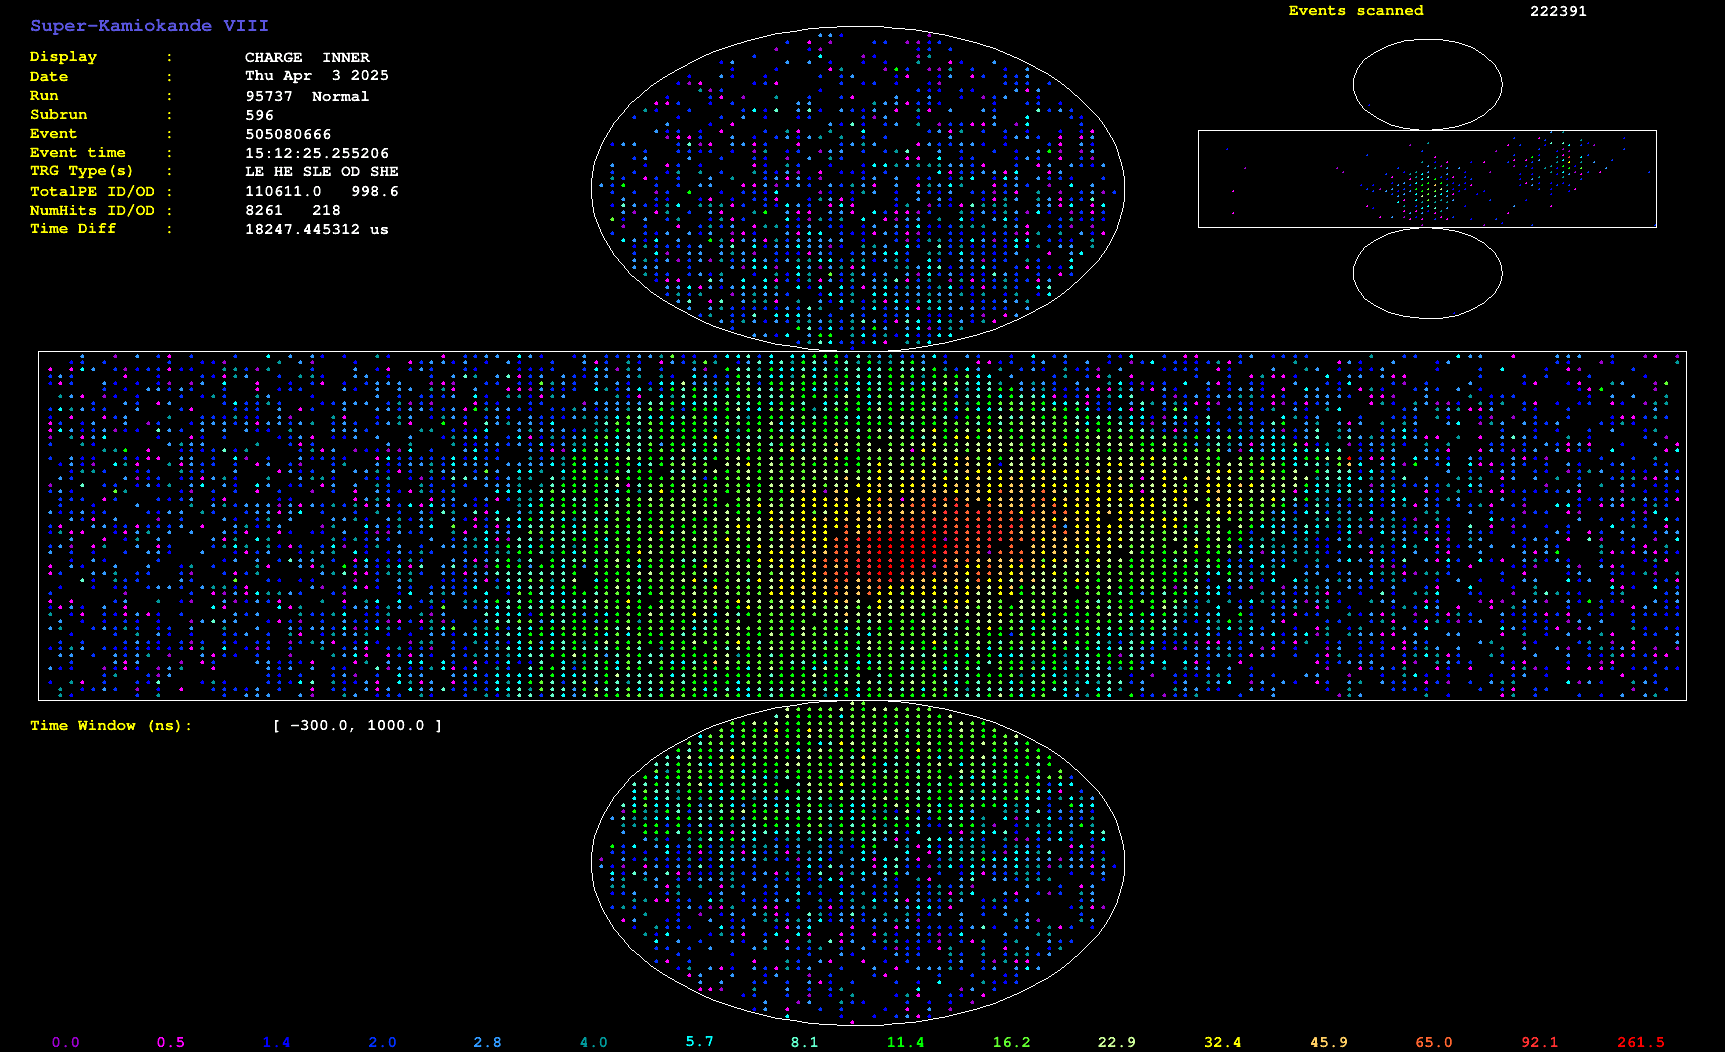 Super-Kamiokande VIII
Display : CHARGE INNER
Date : Thu Apr 3 2025
Run : 95737 Normal
Subrun : 596
Event : 505080666
Event time : 15:12:25.255206
TRG Type(s) : LE HE SLE OD SHE
TotalPE ID/OD : 110611.0 998.6
NumHits ID/OD : 8261 218
Time Diff : 18247.445312 us
Events scanned 222391
Time Window (ns): [ -300.0, 1000.0 ]
0.0 0.5 1.4 2.0 2.8 4.0 5.7 8.1 11.4 16.2 22.9 32.4 45.9 65.0 92.1 261.5